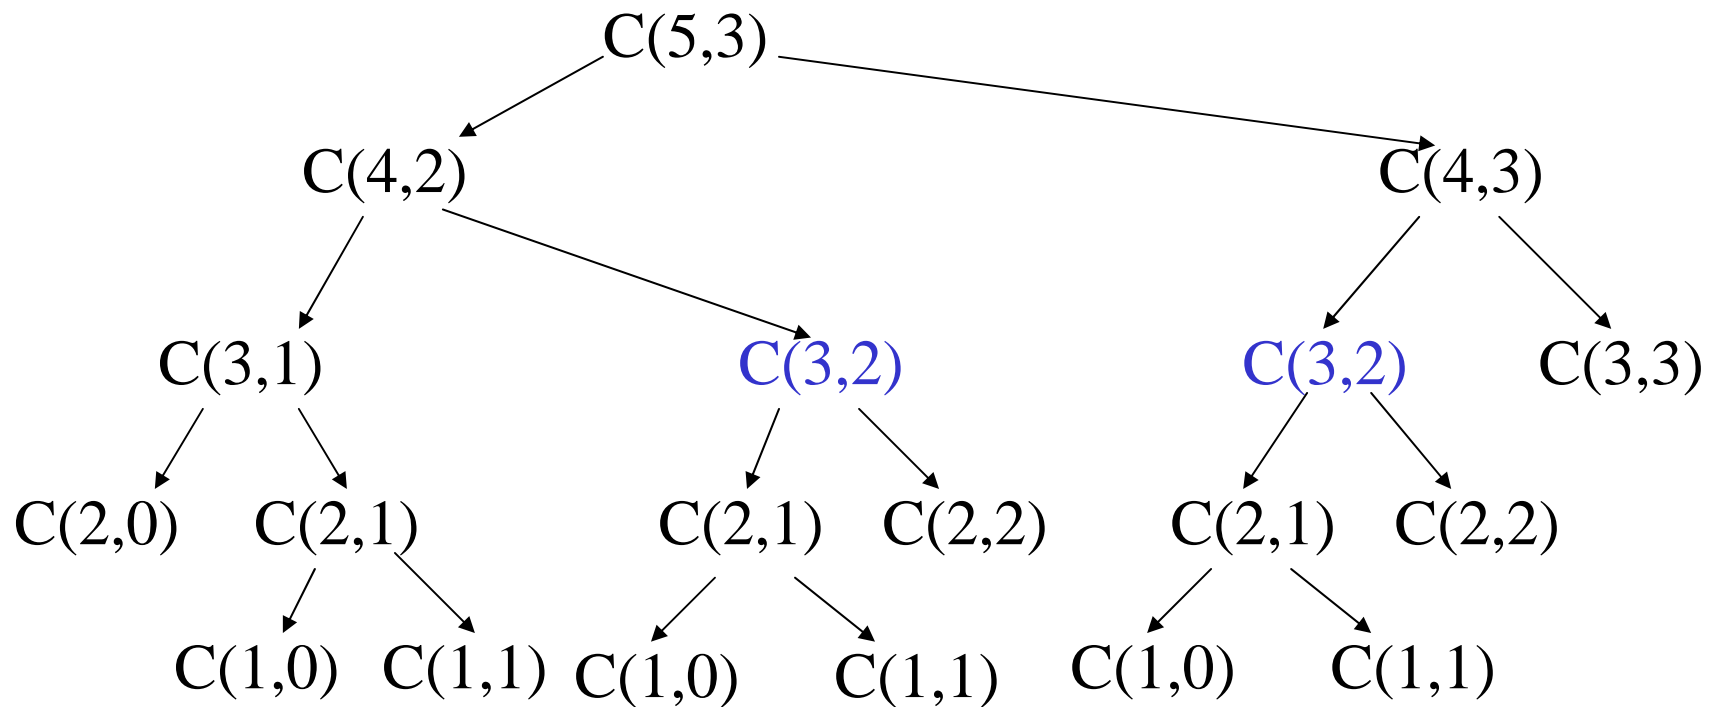 C(5,3)
C(4,2) C(4,3)
C(3,1) C(3,2) C(3,2) C(3,3)
C(2,0) C(2,1) C(2,1) C(2,2) C(2,1) C(2,2)
C(1,0) C(1,1) C(1,0) C(1,1) C(1,0) C(1,1)